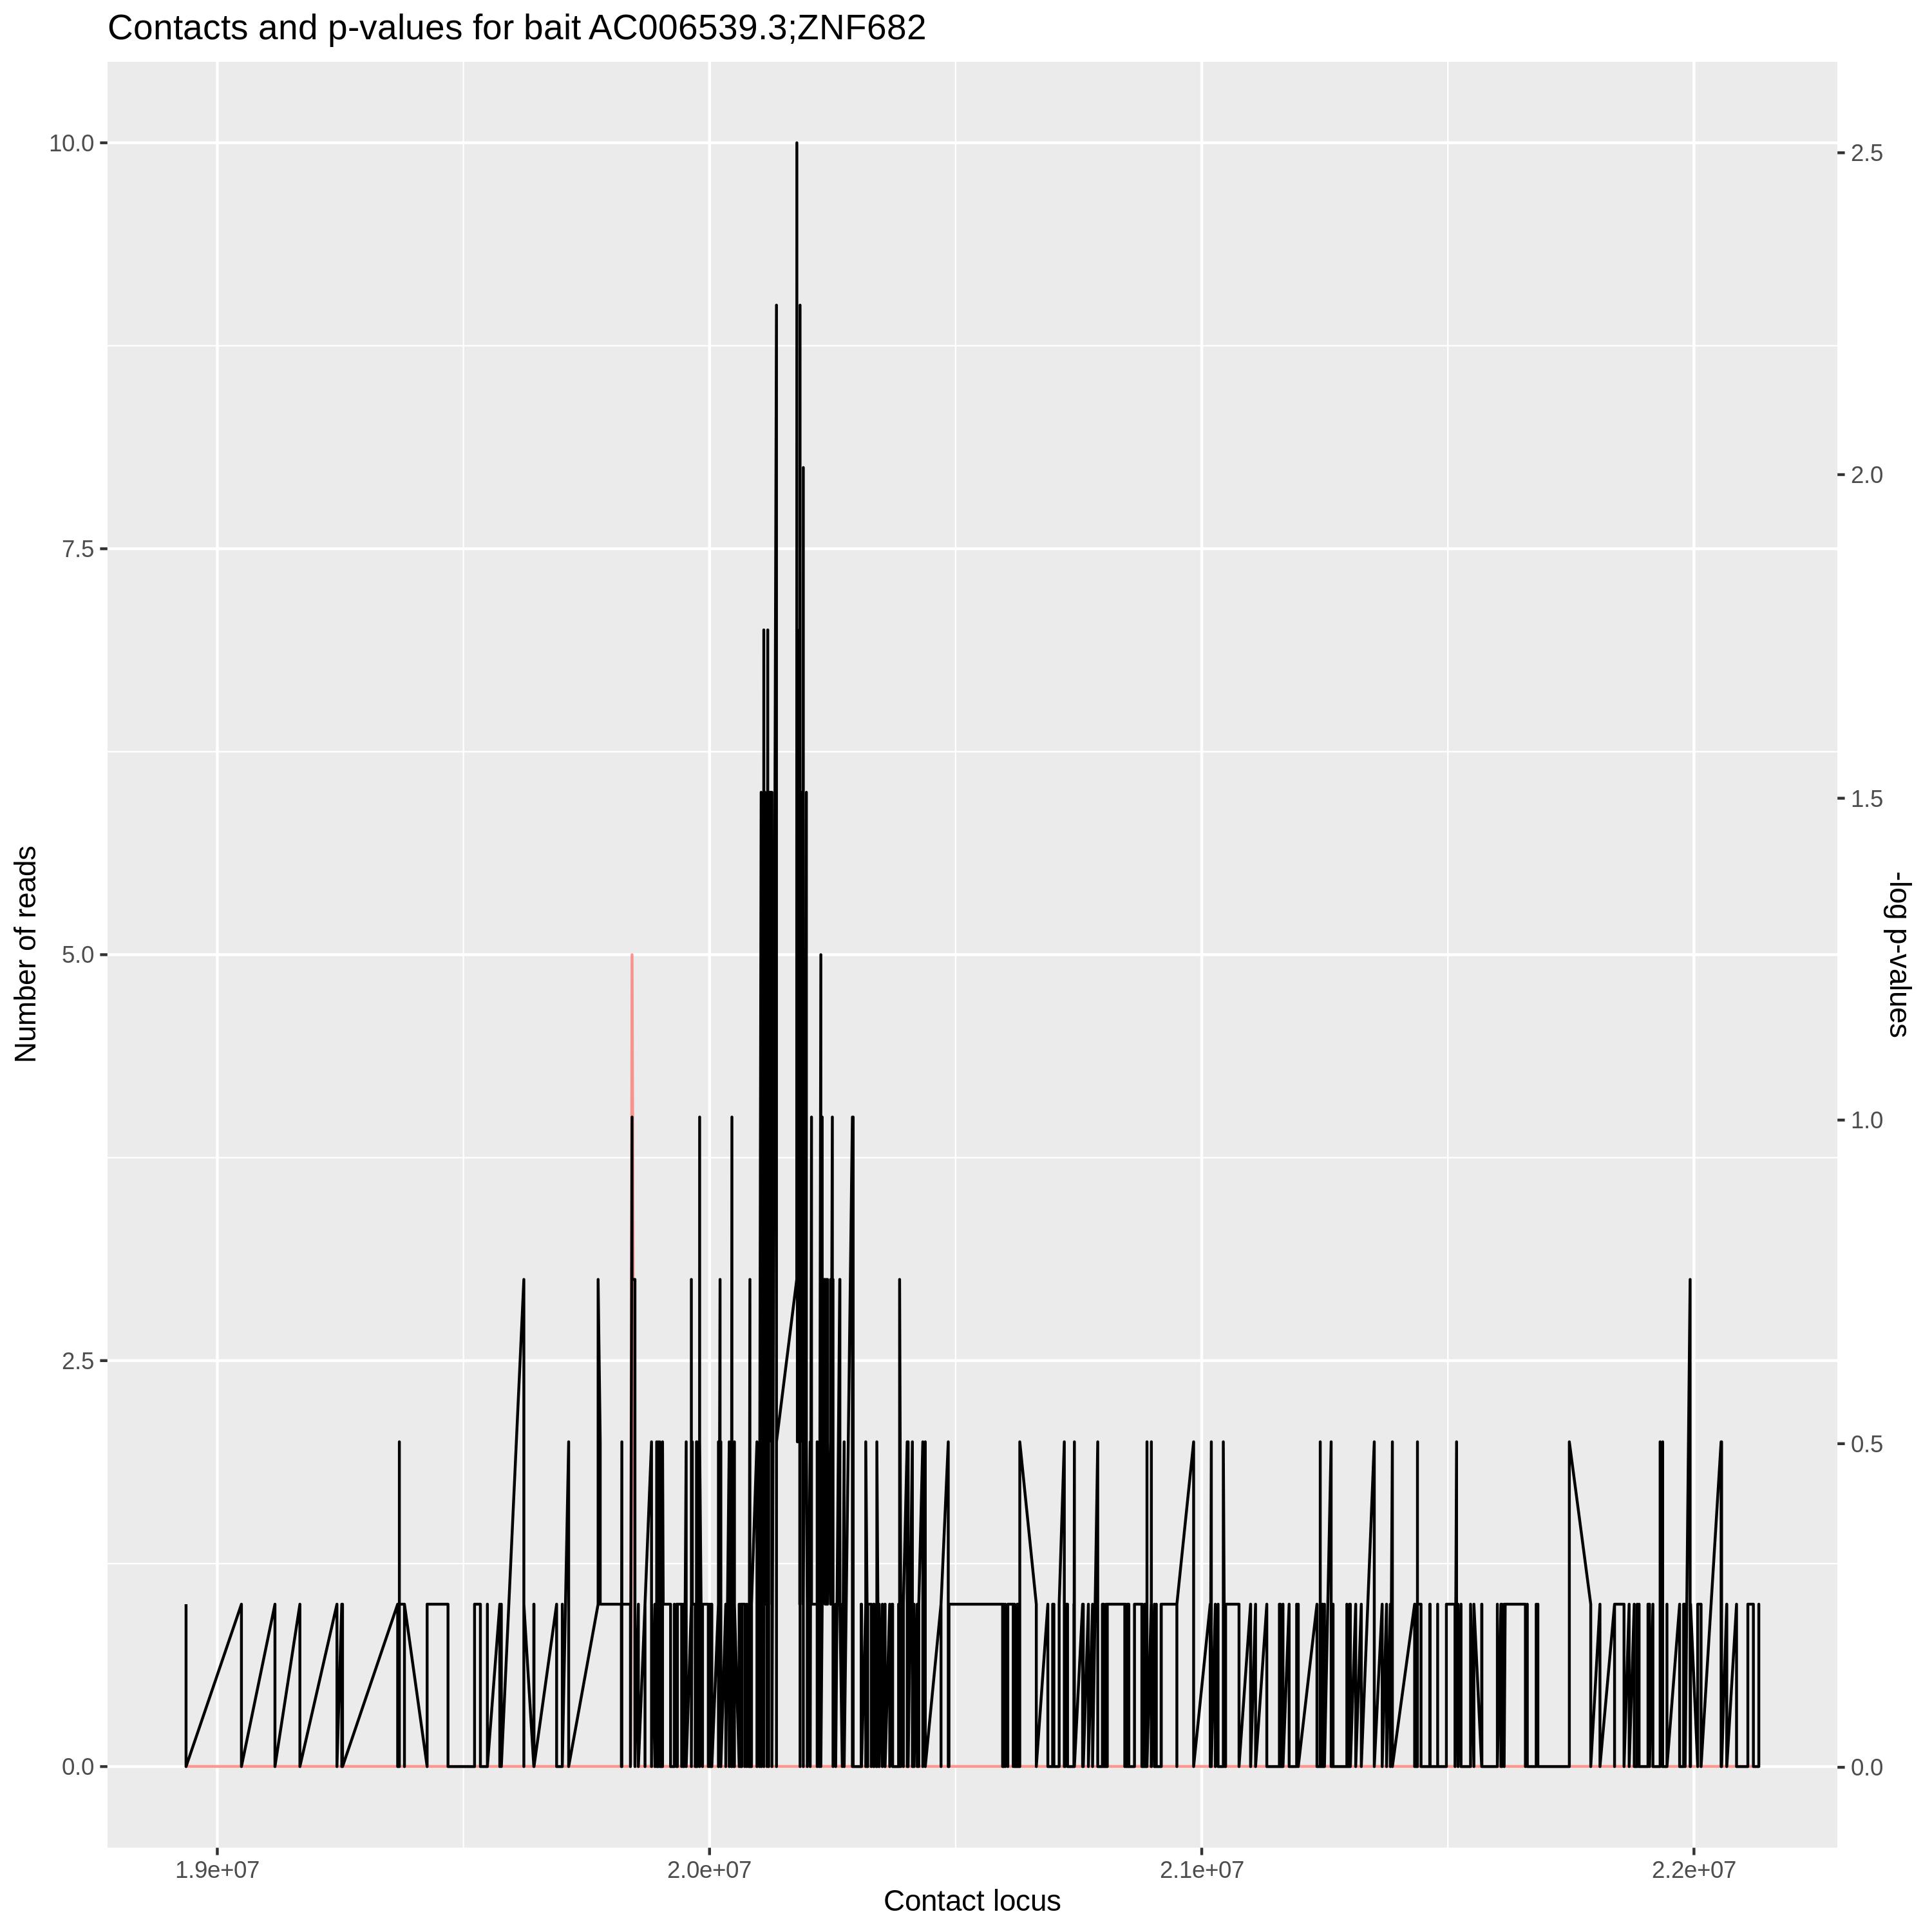 Contacts and p-values for bait AC006539.3;ZNF682
10.0
7.5
5.0
2.5
0.0
Number of reads
2.5
2.0
1.5
1.0
0.5
0.0
-log p-values
1.9e+07 2.0e+07 2.1e+07 2.2e+07
Contact locus